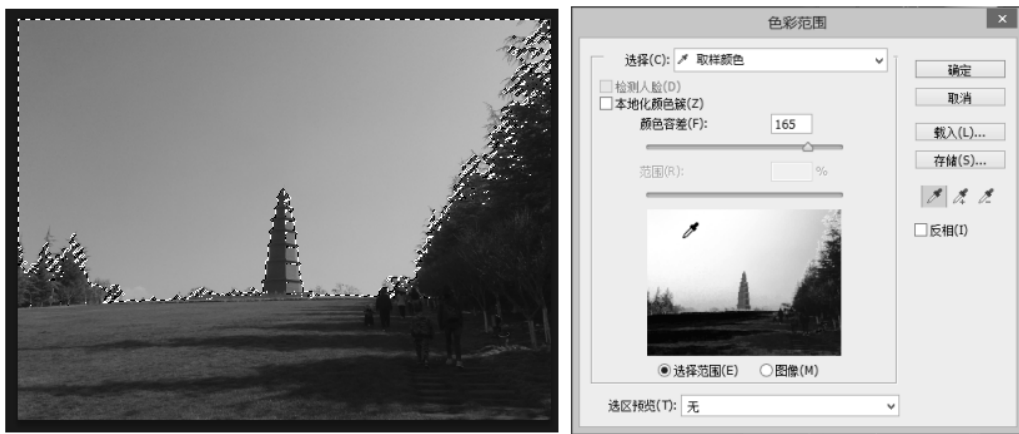 色彩范围
选择(C): 取样颜色
检测人脸(D)
本地化颜色簇(Z)
颜色容差(F): 165
范围(R): %
选择范围(E) 图像(M)
选区预览(T): 无
确定
取消
载入(L)...
存储(S)...
反相(I)